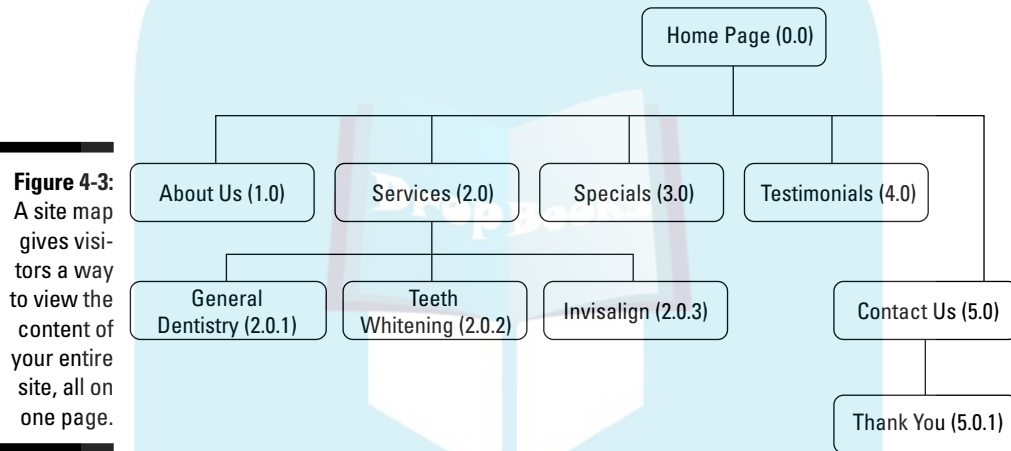 Home Page (0.0)
About Us (1.0)
Services (2.0)
Specials (3.0)
Testimonials (4.0)
General
Dentistry (2.0.1)
Teeth
Whitening (2.0.2)
Invisalign (2.0.3)
Contact Us (5.0)
Thank You (5.0.1)
Figure 4-3:
A site map
gives visi-
tors a way
to view the
content of
your entire
site, all on
one page.
Drop Books